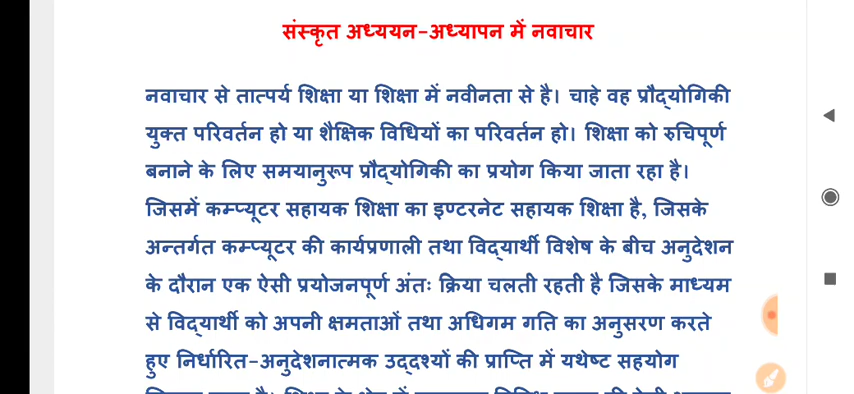 संस्कृत अध्ययन-अध्यापन में नवाचार
नवाचार से तात्पर्य शिक्षा या शिक्षा में नवीनता से है। चाहे वह प्रौद्योगिकी
युक्त परिवर्तन हो या शैक्षिक विधियों का परिवर्तन हो। शिक्षा को रुचिपूर्ण
बनाने के लिए समयानुरूप प्रौद्योगिकी का प्रयोग किया जाता रहा है।
जिसमें कम्प्यूटर सहायक शिक्षा का इण्टरनेट सहायक शिक्षा है, जिसके
अन्तर्गत कम्प्यूटर की कार्यप्रणाली तथा विद्यार्थी विशेष के बीच अनुदेशन
के दौरान एक ऐसी प्रयोजनपूर्ण अंतः क्रिया चलती रहती है जिसके माध्यम
से विद्यार्थी को अपनी क्षमताओं तथा अधिगम गति का अनुसरण करते
हुए निर्धारित-अनुदेशनात्मक उद्दश्यों की प्राप्ति में यथेष्ट सहयोग